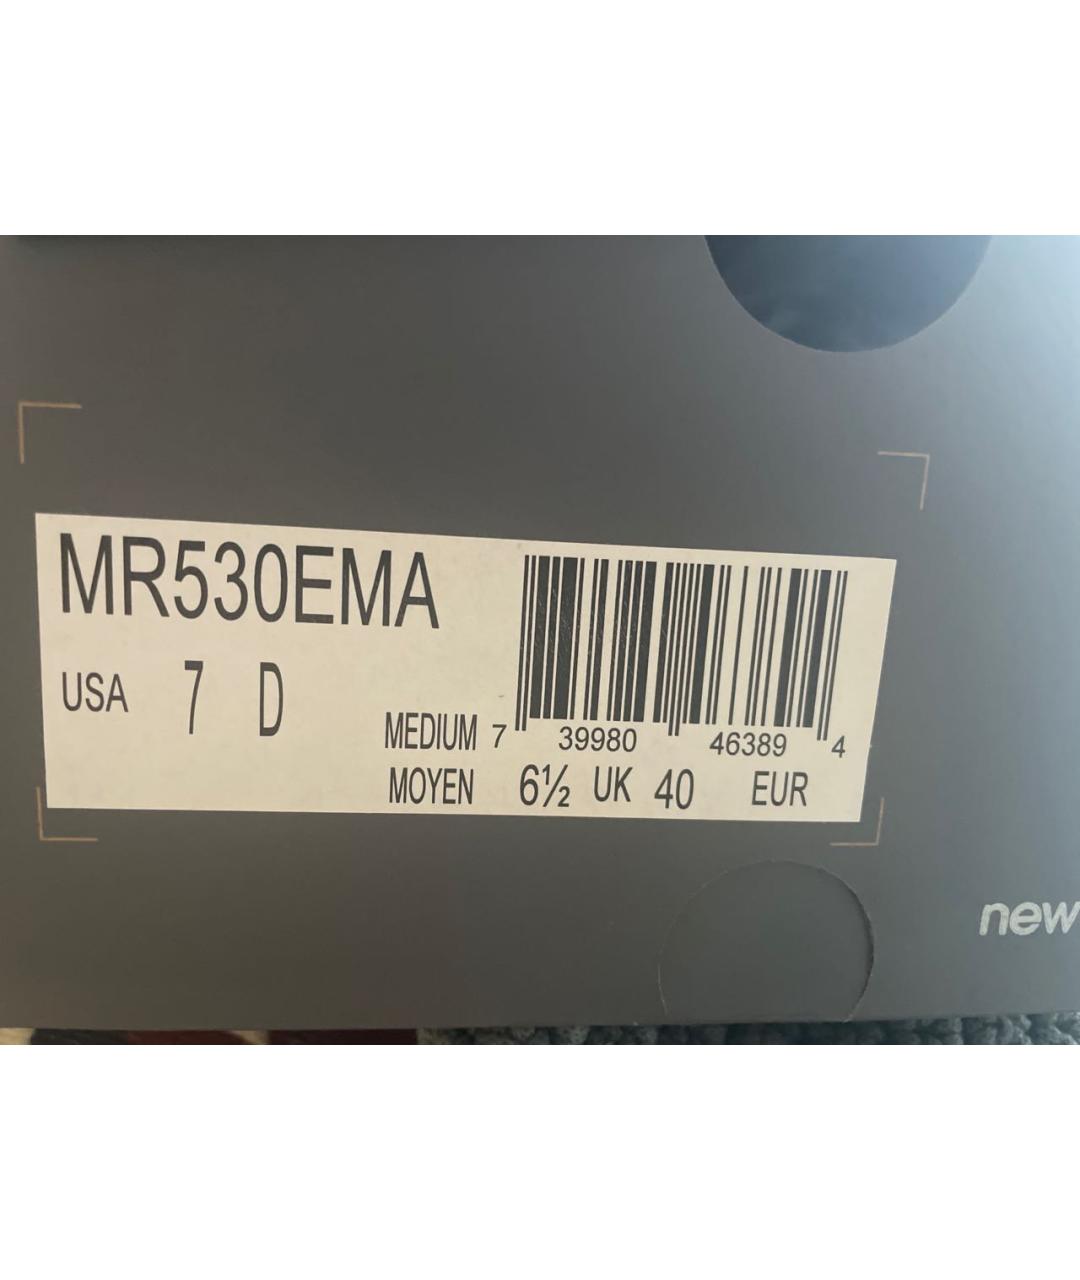 MR530EMA
USA 7 D
MEDIUM
MOYEN
7 39980 46389 4
6½ UK 40 EUR
new